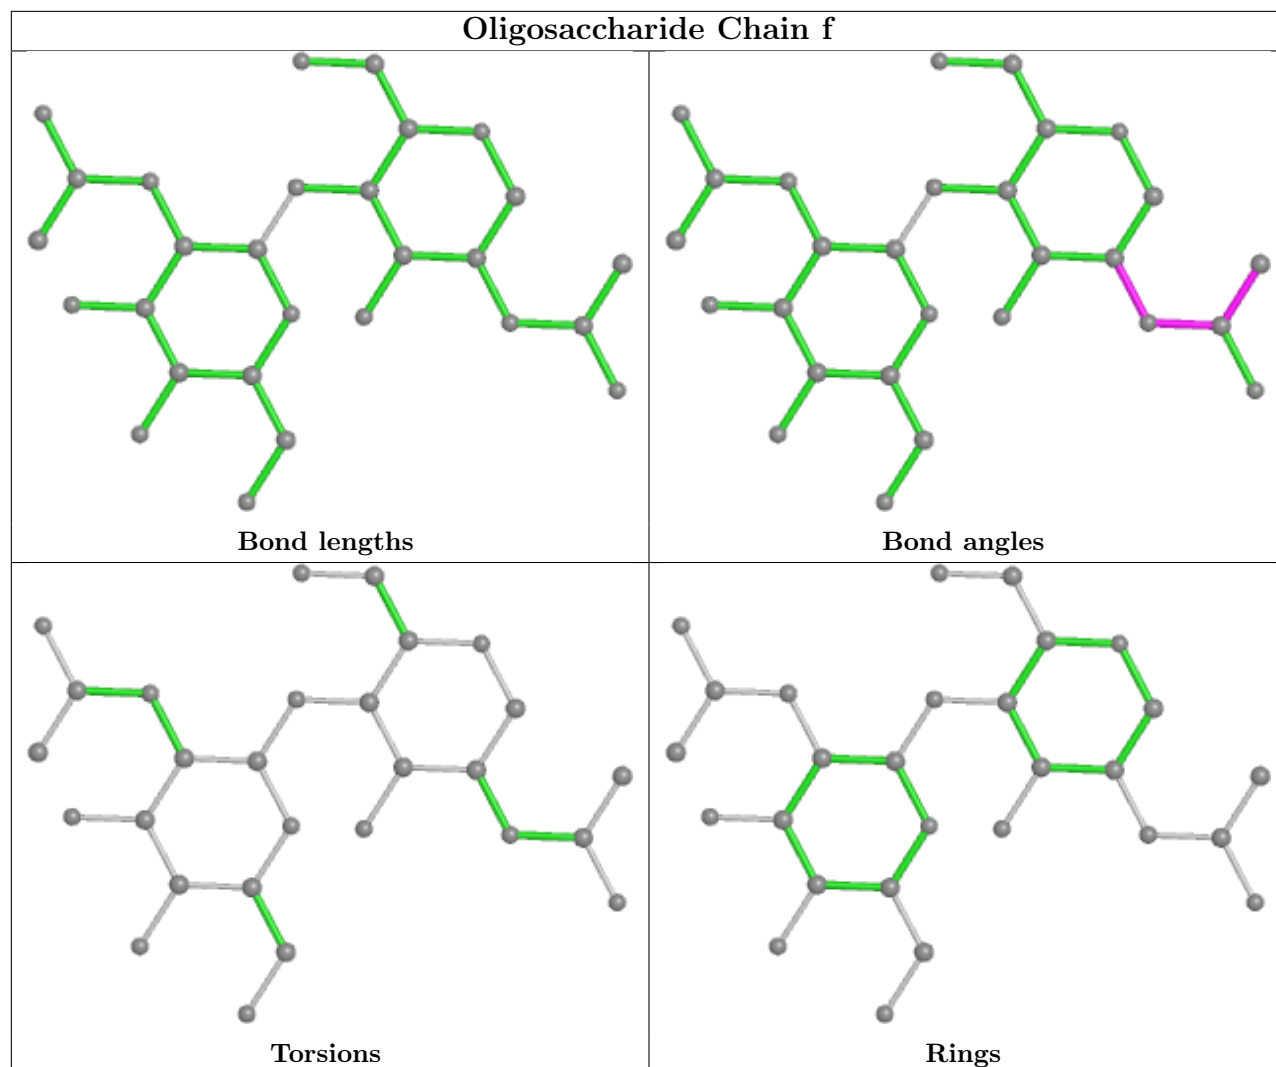 Oligosaccharide Chain f
Bond lengths
Bond angles
Torsions
Rings